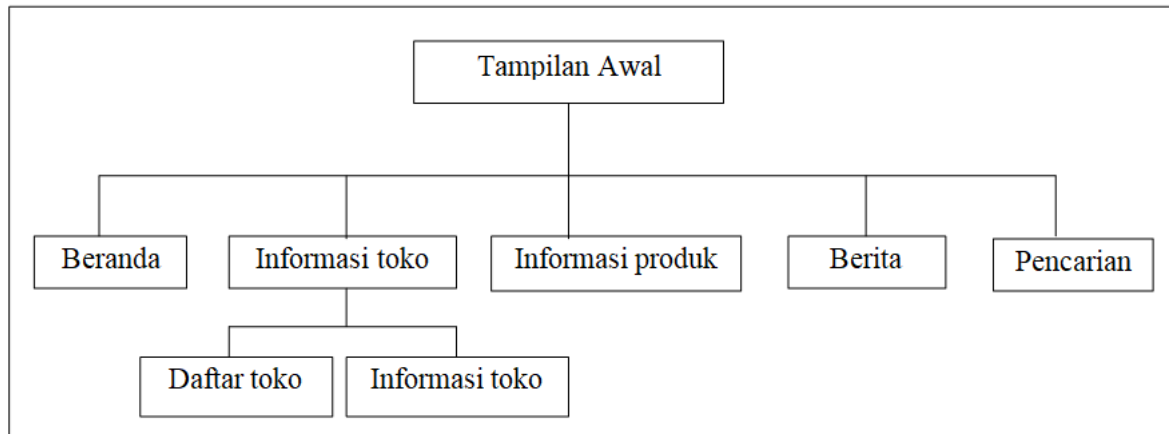 Tampilan Awal
Beranda
Informasi toko
Informasi produk
Berita
Pencarian
Daftar toko
Informasi toko